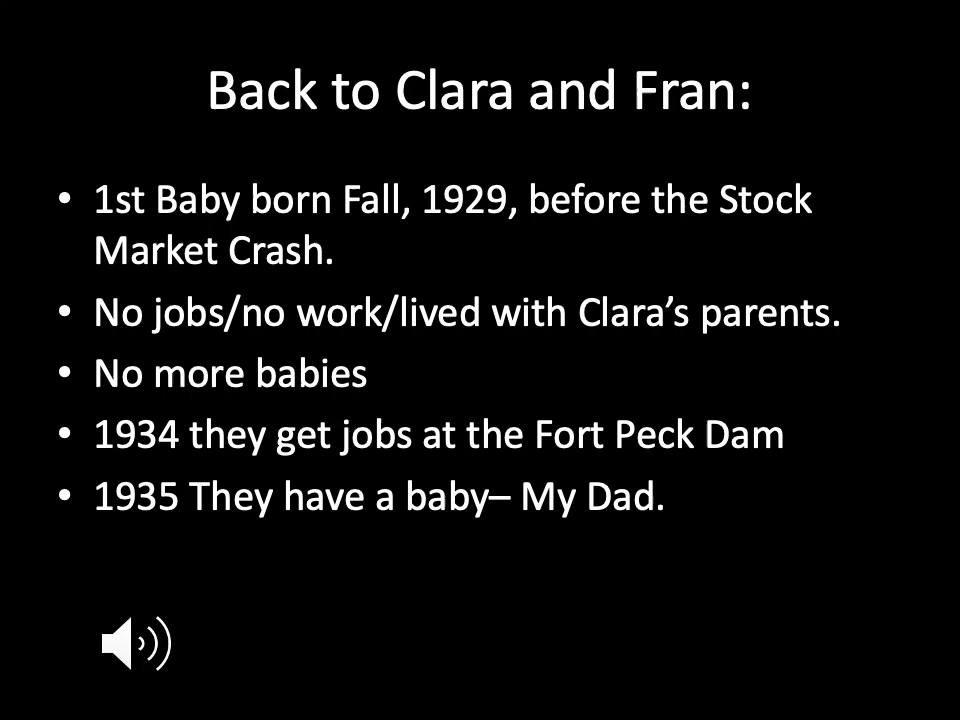 Back to Clara and Fran:
• 1st Baby born Fall, 1929, before the Stock
Market Crash.
• No jobs/no work/lived with Clara’s parents.
• No more babies
• 1934 they get jobs at the Fort Peck Dam
• 1935 They have a baby– My Dad.